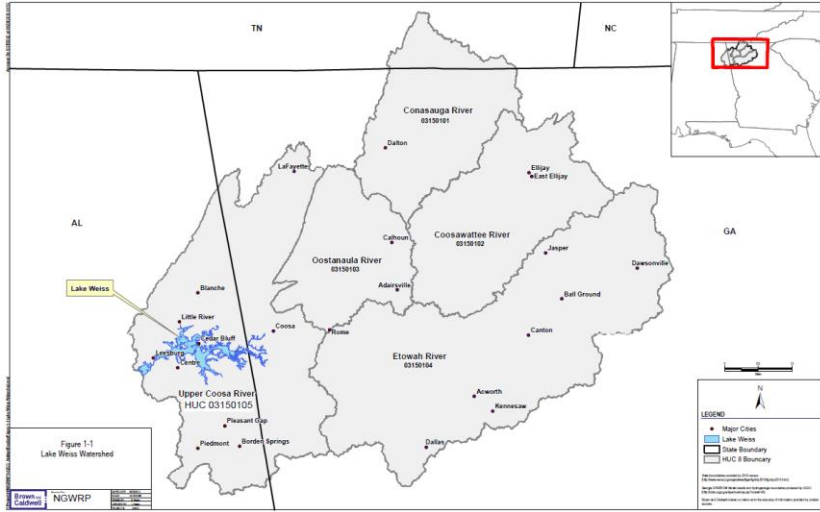 TN
NC
Conasauga River
03150101
Dalton
LaFayette
Ellijay
East Ellijay
AL
GA
Coosawattee River
03150102
Calhoun
Jasper
Oostanaula River
03150103
Dawsonville
Lake Weiss
Blanche
Adairsville
Ball Ground
Little River
Coosa
Rome
Canton
Cedar Bluff
Leesburg
Centre
Etowah River
03150104
Upper Coosa River
HUC 03150105
Acworth
Kennesaw
Pleasant Gap
Piedmont
Borden Springs
Dallas
N
LEGEND
Major Cities
Lake Weiss
State Boundary
HUC 8 Boundary
Figure 1-1
Lake Weiss Watershed
Brown and
Caldwell
NGWRP